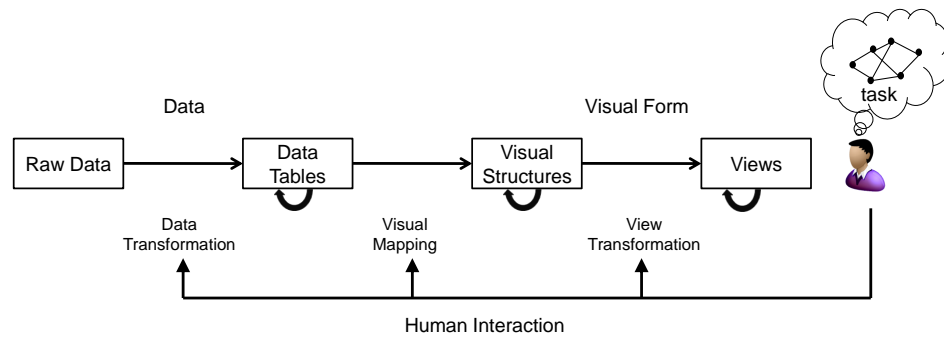 task
Data
Visual Form
Raw Data
Data
Tables
Visual
Structures
Views
Data
Transformation
Visual
Mapping
View
Transformation
Human Interaction